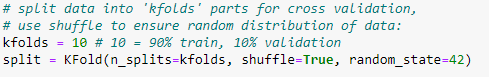 # split data into 'kfolds' parts for cross validation,
# use shuffle to ensure random distribution of data:
kfolds = 10 # 10 = 90% train, 10% validation
split = KFold(n_splits=kfolds, shuffle=True, random_state=42)